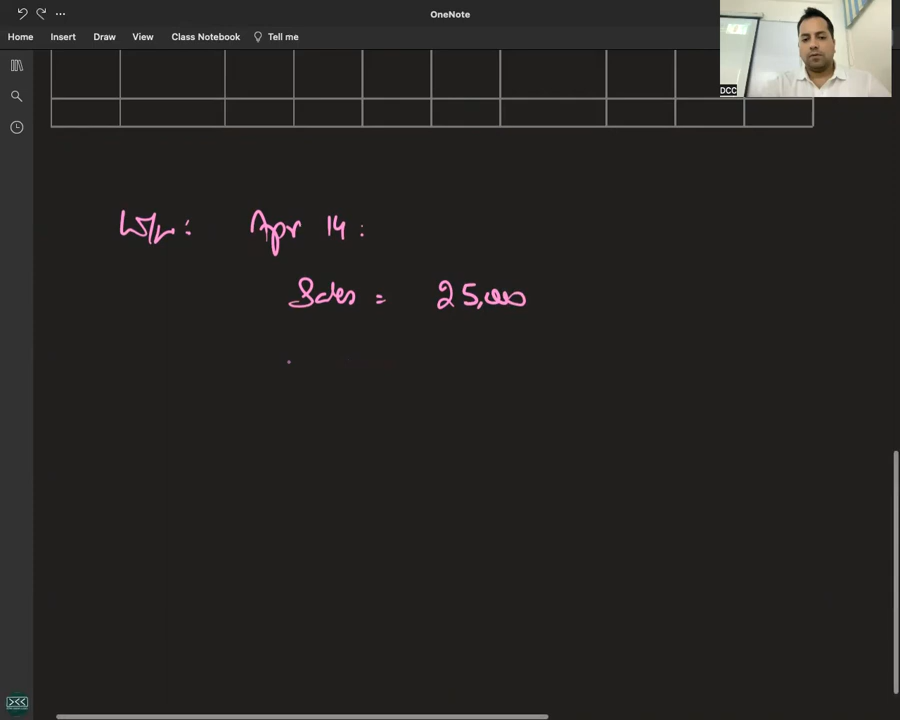 OneNote
Home Insert Draw View Class Notebook Tell me
DCC
W/N: Apr 14:
Sales = 25,000